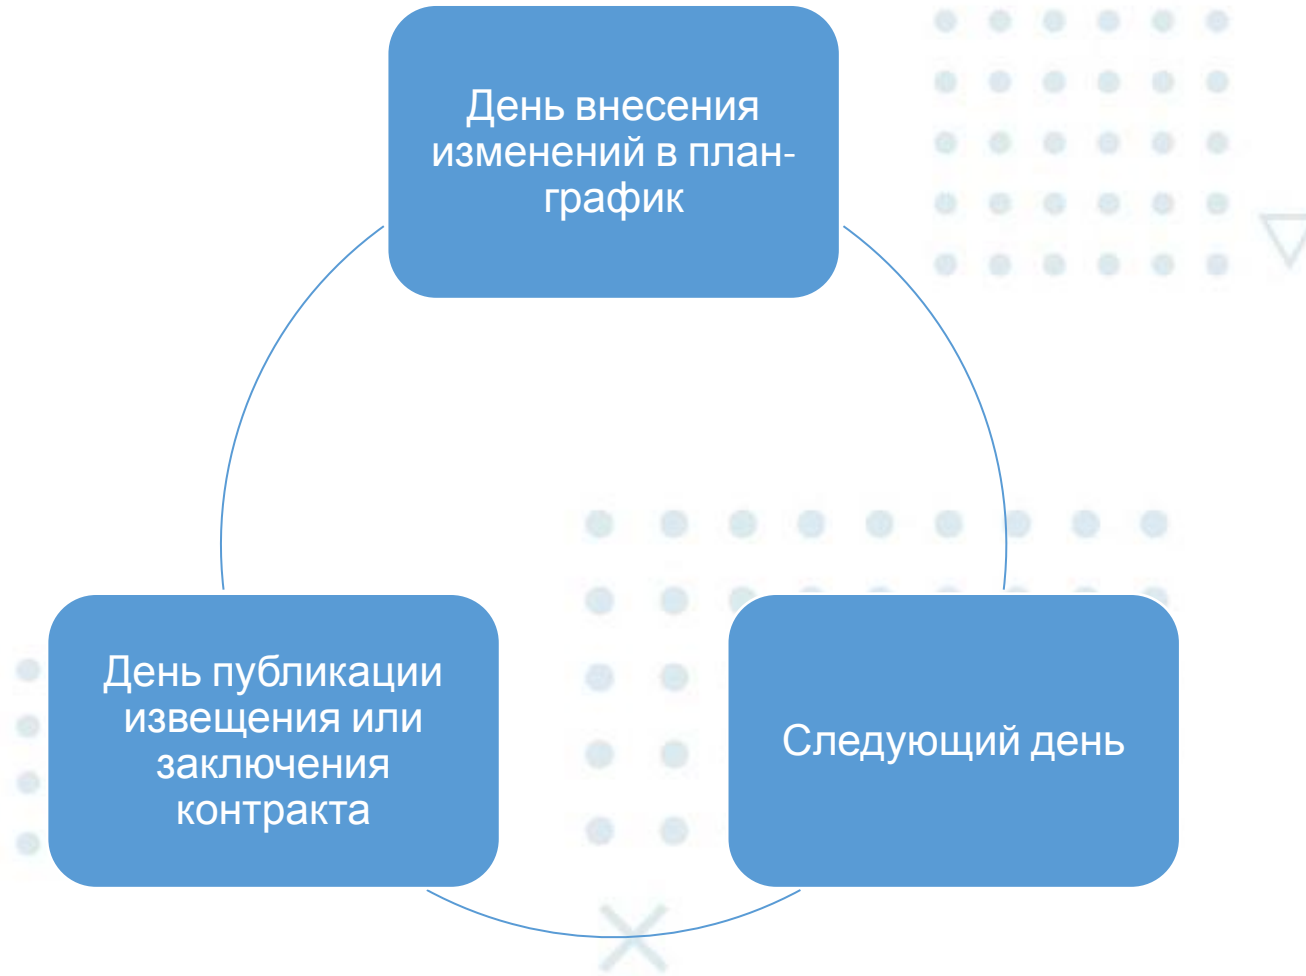 День внесения
изменений в план-
график
День публикации
извещения или
заключения
контракта
Следующий день